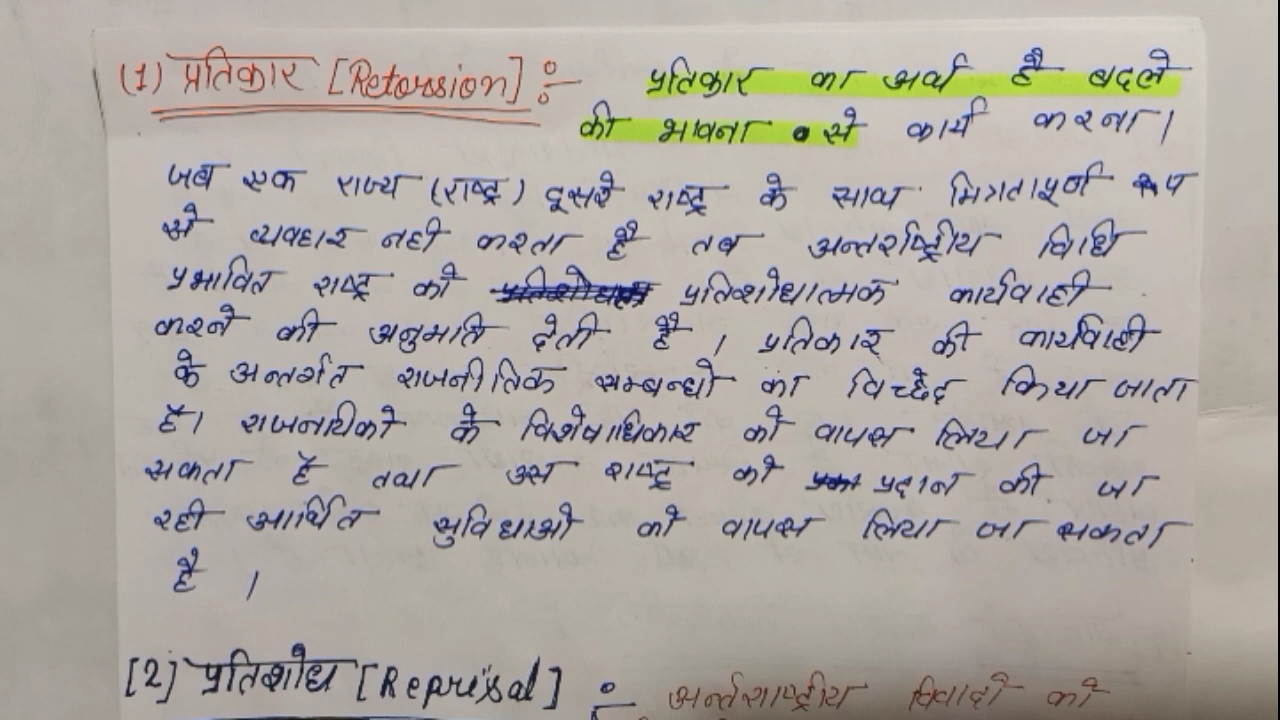 (1) प्रतिकार [Retorsion] :- प्रतिकार का अर्थ है बदले
की भावना से कार्य करना।
जब एक राज्य (राष्ट्र) दूसरे राष्ट्र के साथ मित्रतापूर्ण रूप
से व्यवहार नही करता है तब अन्तर्राष्ट्रीय विधि
प्रभावित राष्ट्र को प्रतिशोधात्मक कार्यवाही
करने की अनुमति देती है । प्रतिकार की कार्यवाही
के अन्तर्गत राजनीतिक सम्बन्धो का विच्छेद किया जाता
है। राजनयिको के विशेषाधिकार को वापस लिया जा
सकता है तथा उस राष्ट्र को प्रदान की जा
रही आर्थित सुविधाओ को वापस लिया जा सकता
है ।
[2] प्रतिशोध [Reprisal] :- अर्न्तराष्ट्रीय विवादो को